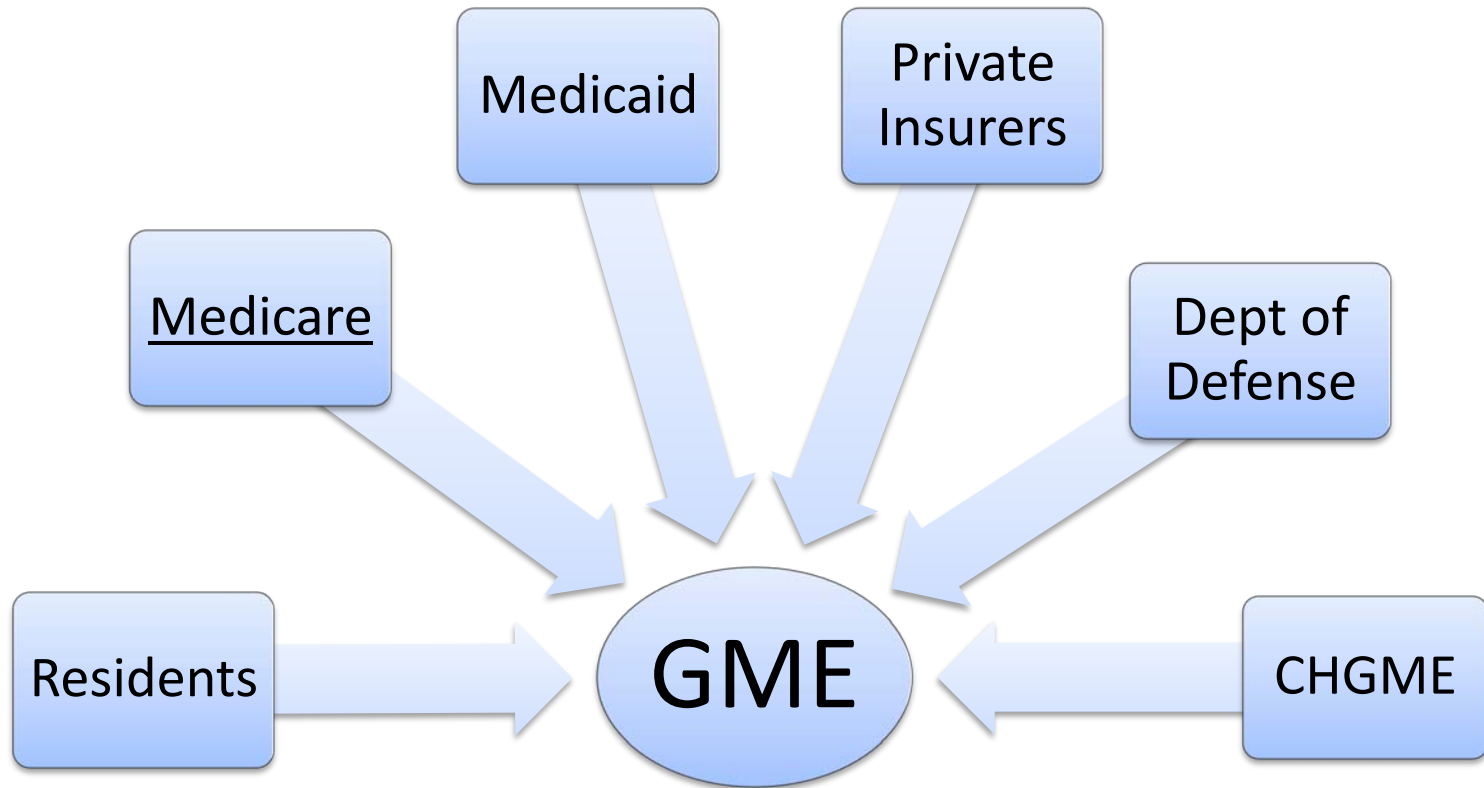 Medicaid
Private
Insurers
Medicare
Dept of
Defense
Residents
GME
CHGME